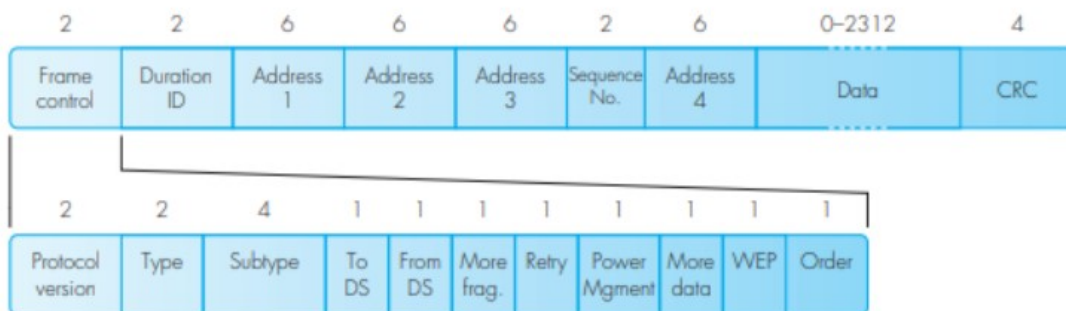 2 2 6 6 6 2 6 0–2312 4
Frame Duration Address Address Address Sequence Address Data CRC
control ID 1 2 3 No. 4
2 2 4 1 1 1 1 1 1 1 1
Protocol Type Subtype To From More Retry Power More WEP Order
version DS DS frag. Mgment data